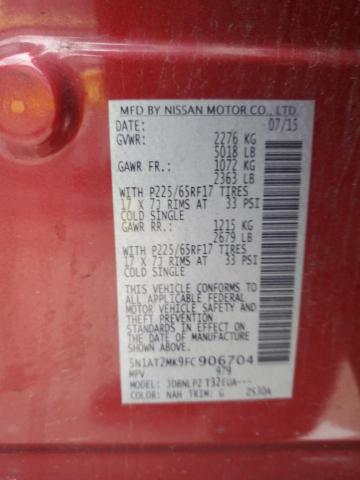 MFD BY NISSAN MOTOR CO., LTD.
DATE: 07/15
GVWR: 2276 KG
5018 LB
GAWR FR.: 1072 KG
2363 LB
WITH P225/65RF17 TIRES
17 X 7J RIMS AT 33 PSI
COLD SINGLE
GAWR RR.: 1215 KG
2679 LB
WITH P225/65RF17 TIRES
17 X 7J RIMS AT 33 PSI
COLD SINGLE
THIS VEHICLE CONFORMS TO
ALL APPLICABLE FEDERAL
MOTOR VEHICLE SAFETY AND
THEFT PREVENTION
STANDARDS IN EFFECT ON
THE DATE OF MANUFACTURE
SHOWN ABOVE.
5N1AT2MK9FC906704
MPV 979
MODEL: JDBNLPZ T32EUA---
COLOR: NAH TRIM: G 2530A